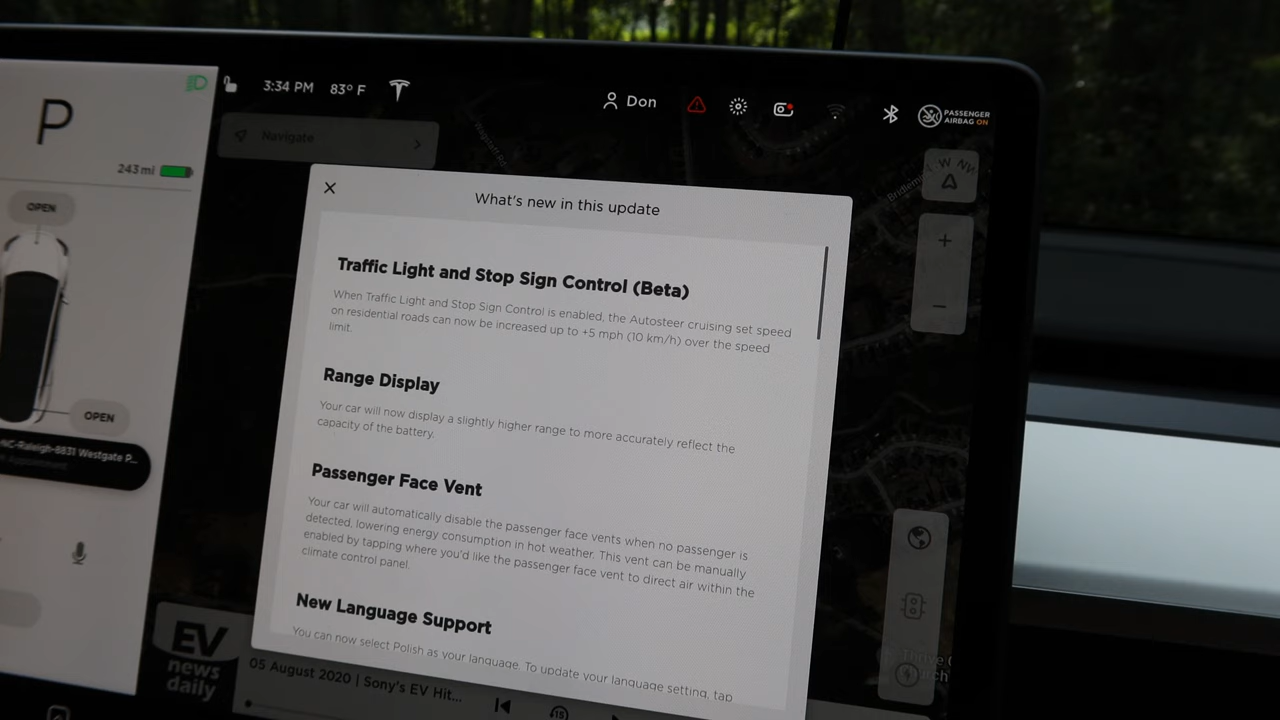 3:34 PM 83° F
Don
PASSENGER
AIRBAG ON
P
243 mi
Navigate
W NW
OPEN
What's new in this update
Traffic Light and Stop Sign Control (Beta)
When Traffic Light and Stop Sign Control is enabled, the Autosteer cruising set speed
on residential roads can now be increased up to +5 mph (10 km/h) over the speed
limit.
Range Display
Your car will now display a slightly higher range to more accurately reflect the
capacity of the battery.
Passenger Face Vent
Your car will automatically disable the passenger face vents when no passenger is
detected, lowering energy consumption in hot weather. This vent can be manually
enabled by tapping where you'd like the passenger face vent to direct air within the
climate control panel.
New Language Support
You can now select Polish as your language. To update your language setting, tap
OPEN
NC-Raleigh-8831 Westgate P...
EV
news
daily
05 August 2020 | Sony's EV Hit...
15